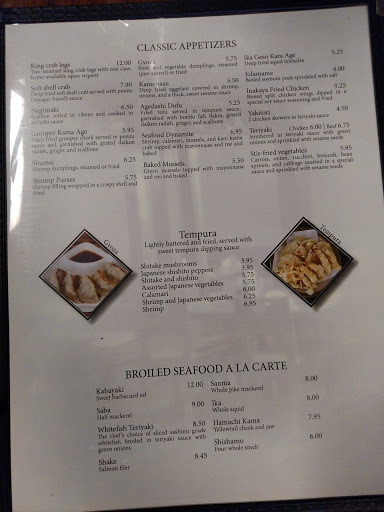 CLASSIC APPETIZERS
King crab legs 12.00
Two steamed king crab legs with one claw,
butter available upon request
Soft shell crab 7.90
Deep fried soft shell crab served with ponzu
(vinegar-based) sauce
Negimaki 6.50
Scallion rolled in ribeye and cooked in
teriyaki sauce
Grouper Kama Age 5.95
Deep fried grouper cheek served in ponzu
sauce and garnished with grated daikon
radish, ginger and scallions
Shumai 6.25
Shrimp dumplings, steamed or fried
Shrimp Purses 5.75
Shrimp filling wrapped in a crispy shell and
fried
Gyoza 5.75
Pork and vegetable dumplings, steamed
(pan seared) or fried
5.50
Deep fried eggplant covered in shrimp,
onions, and a thick, sweet sesame sauce
Agedashi Dofu 5.25
Fried tofu served in tempura sauce,
garnished with bonito fish flakes, grated
daikon radish, ginger, and scallions
Seafood Dynamite 6.95
Shrimp, calamari, mussels, and kani kama
crab topped with mayonnaise and roe and
baked
Baked Mussels 5.50
Green mussels topped with mayonnaise
and roe and baked
Ika Geso Kara Age 5.25
Deep fried squid tentacles
Edamame 4.00
Boiled soybean pods sprinkled with salt
Inakaya Fried Chicken 5.25
Boned split chicken wings dipped in a
special soy sauce seasoning and fried
Yakitori 4.50
2 chicken skewers in teriyaki sauce
Teriyaki Chicken 6.00 | Beef 6.75
Simmered in teriyaki sauce with green
onions and sprinkled with sesame seeds
Stir-fried vegetables 5.95
Carrots, onion, zucchini, broccoli, bean
sprouts, and cabbage sautéed in a special
sauce and sprinkled with sesame seeds
Gyoza
Tempura
Lightly battered and fried, served with
sweet tempura dipping sauce
Shitake mushrooms 3.95
Japanese shishito peppers 3.95
Shitake and shishito 5.75
Assorted Japanese vegetables 5.75
Calamari 6.00
Shrimp and Japanese vegetables 6.25
Shrimp 6.95
Tempura
BROILED SEAFOOD A LA CARTE
Kabayaki 12.00
Sweet barbecued eel
Saba 9.00
Half mackerel
Whitefish Teriyaki 8.50
The chef's choice of sliced sushimi grade
whitefish broiled in teriyaki sauce with
green onions
Shake 8.45
Salmon filet
Sanma 8.00
Whole pike mackerel
Ika 8.00
Whole squid
Hamachi Kama 7.95
Yellowtail cheek and jaw
Shishamo 6.00
Four whole smelt